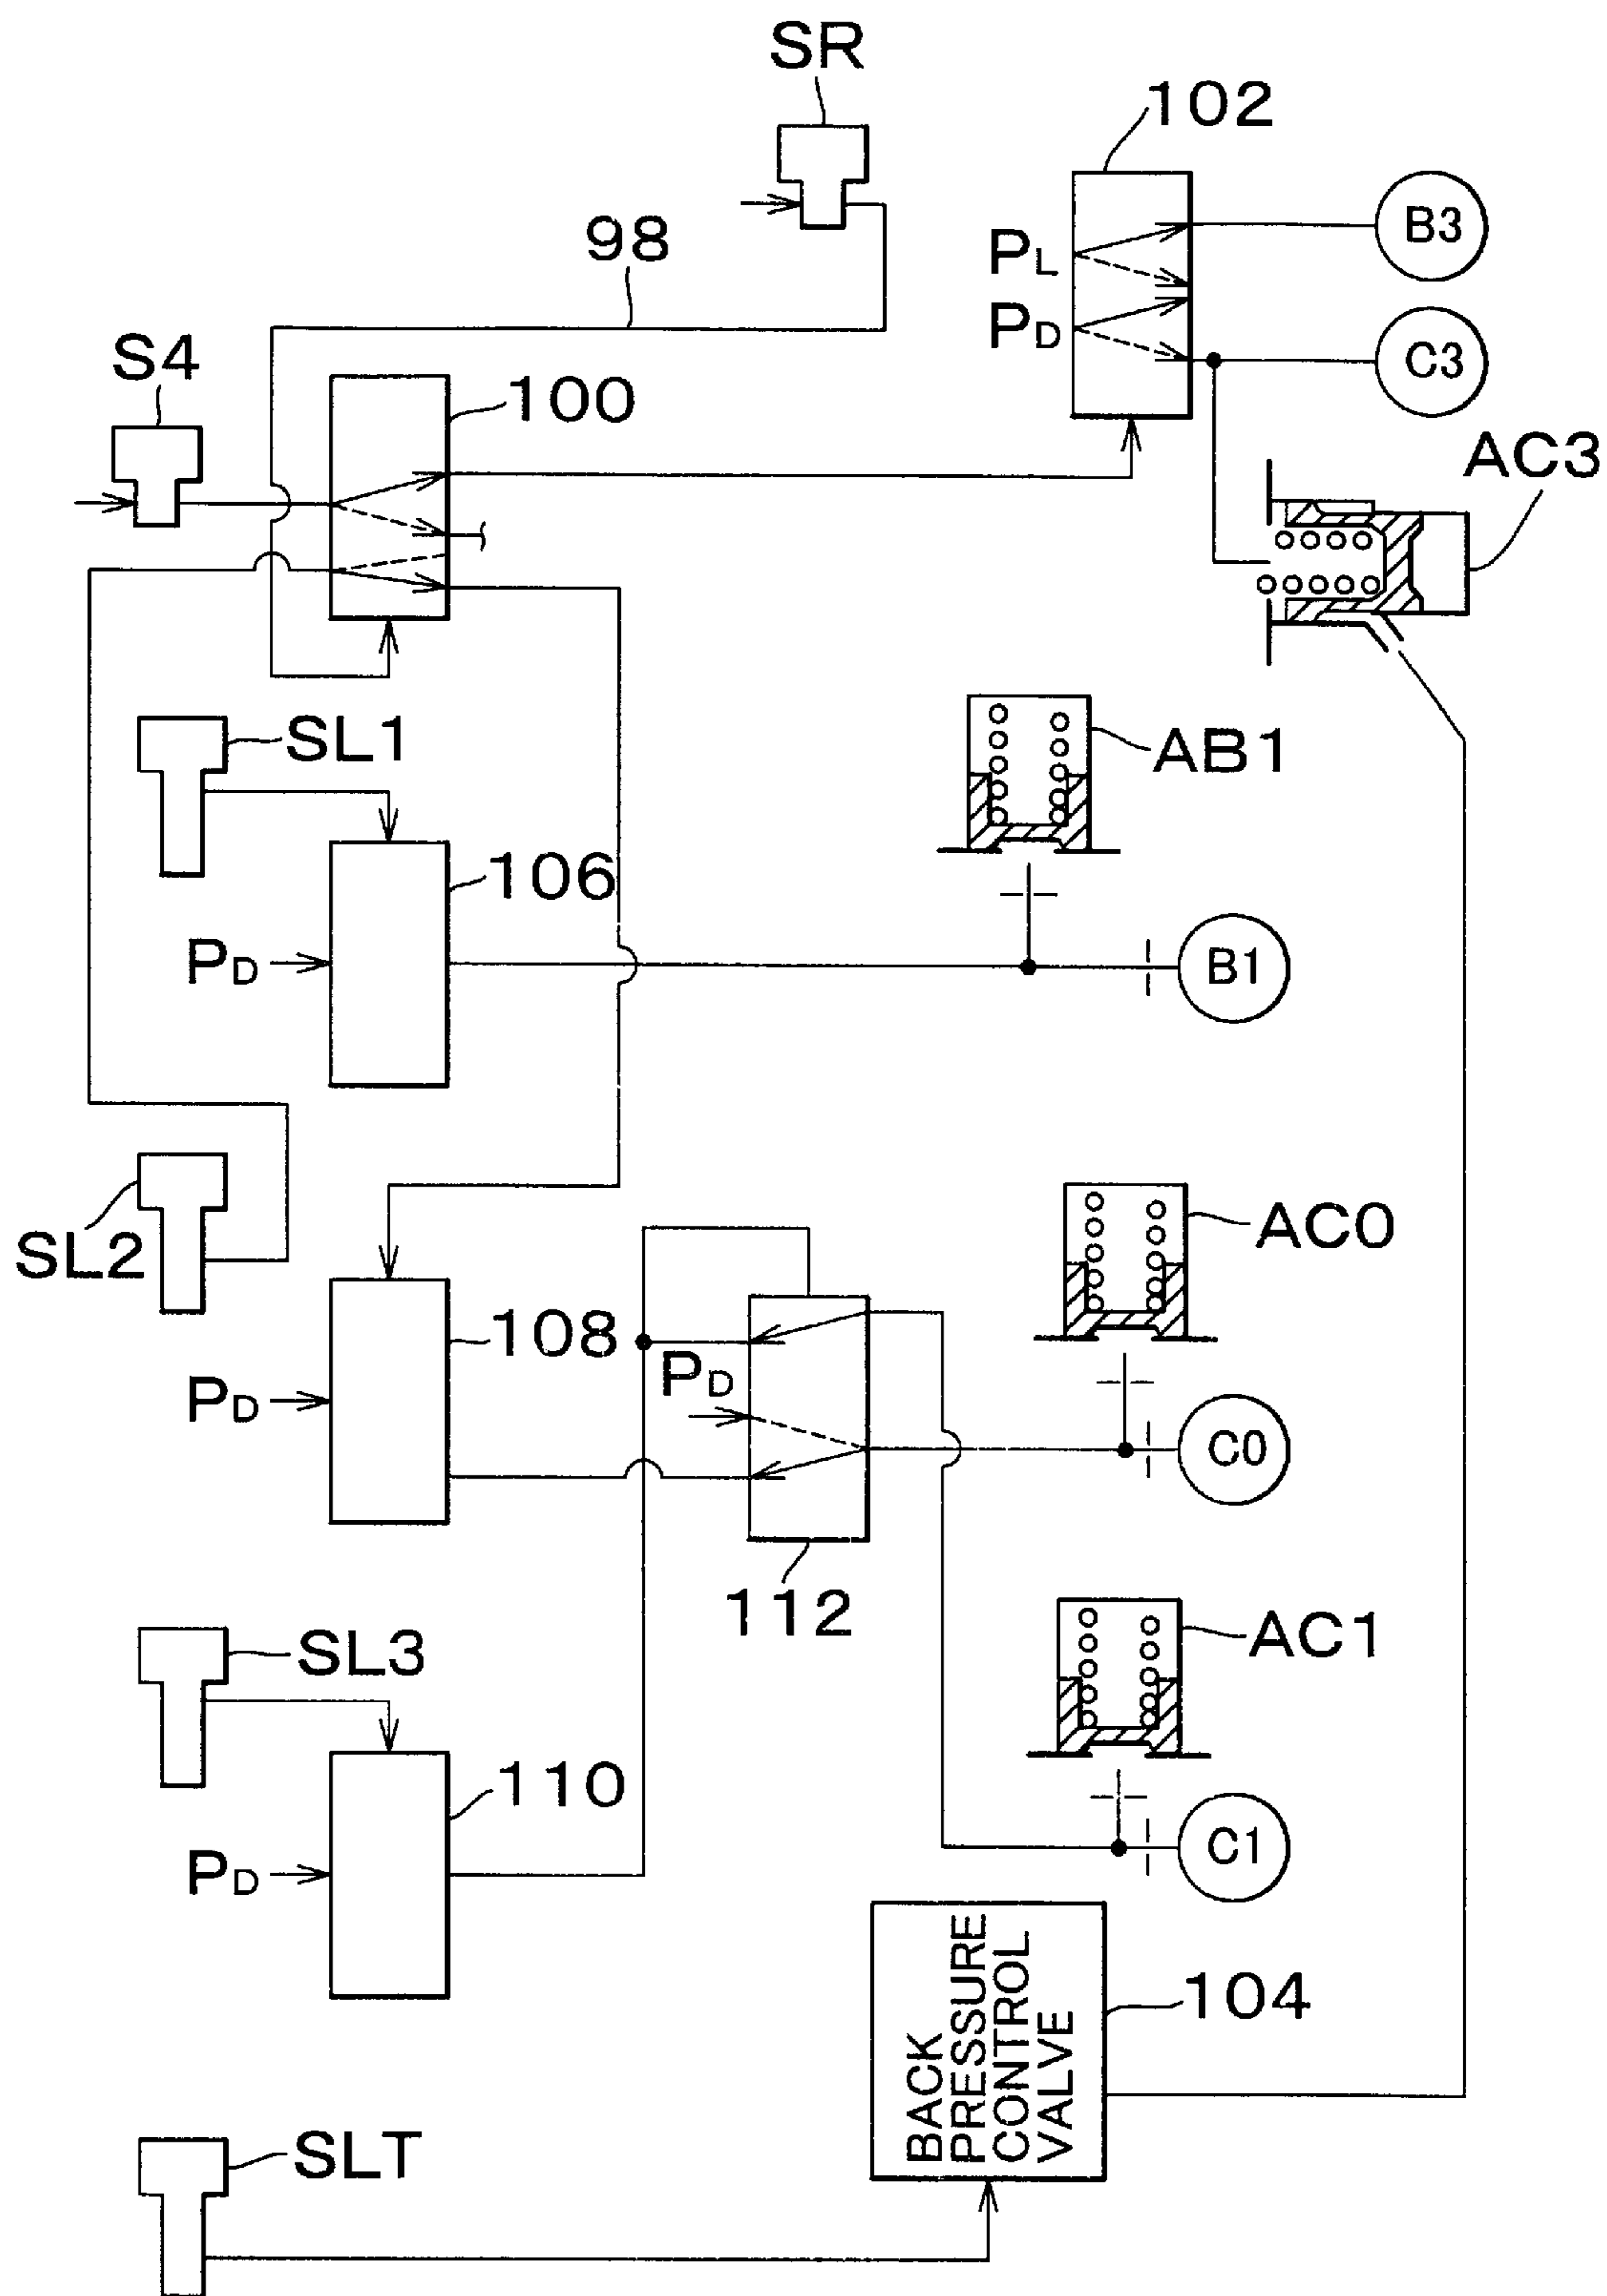 SR
102
98
PL
B3
PD
C3
S4
100
AC3
SL1
AB1
106
PD
B1
SL2
AC0
108
PD
PD
C0
112
SL3
AC1
110
PD
C1
BACK
PRESSURE
CONTROL
VALVE
104
SLT